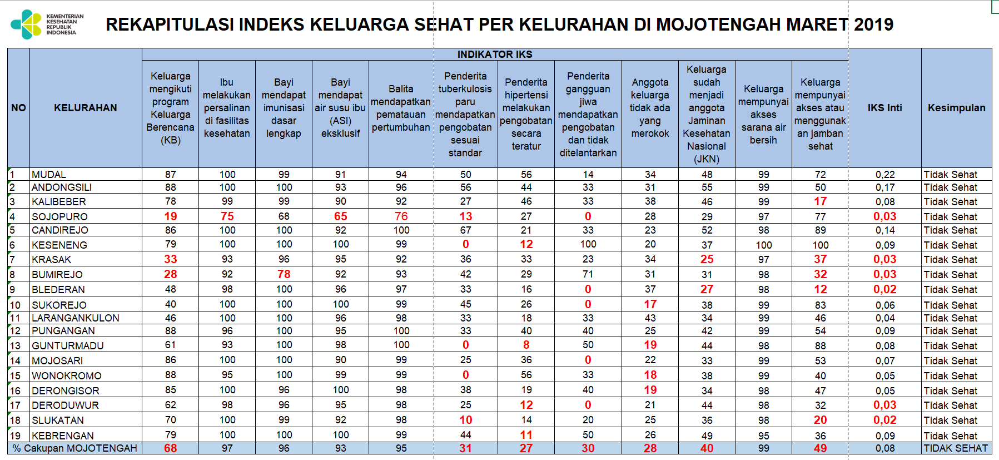 KEMENTERIAN
KESEHATAN
REPUBLIK
INDONESIA
REKAPITULASI INDEKS KELUARGA SEHAT PER KELURAHAN DI MOJOTENGAH MARET 2019
NO
KELURAHAN
INDIKATOR IKS
Keluarga
mengikuti
program
Keluarga
Berencana
(KB)
Ibu
melakukan
persalinan
di fasilitas
kesehatan
Bayi
mendapat
imunisasi
dasar
lengkap
Bayi
mendapat
air susu ibu
(ASI)
eksklusif
Balita
mendapatkan
pematauan
pertumbuhan
Penderita
tuberkulosis
paru
mendapatkan
pengobatan
sesuai
standar
Penderita
hipertensi
melakukan
pengobatan
secara
teratur
Penderita
gangguan
jiwa
mendapatkan
pengobatan
dan tidak
ditelantarkan
Anggota
keluarga
tidak ada
yang
merokok
Keluarga
sudah
menjadi
anggota
Jaminan
Kesehatan
Nasional
(JKN)
Keluarga
mempunyai
akses
sarana air
bersih
Keluarga
mempunyai
akses atau
menggunak
an jamban
sehat
IKS Inti
Kesimpulan
1 MUDAL 87 100 99 91 94 50 56 14 34 48 99 72 0,22 Tidak Sehat
2 ANDONGSILI 88 100 100 93 96 56 44 33 31 55 99 50 0,17 Tidak Sehat
3 KALIBEBER 78 99 99 90 92 27 46 33 38 46 99 17 0,08 Tidak Sehat
4 SOJOPURO 19 75 68 65 76 13 27 0 28 29 97 77 0,03 Tidak Sehat
5 CANDIREJO 86 100 100 92 100 67 21 33 23 52 98 89 0,14 Tidak Sehat
6 KESENENG 79 100 100 100 99 0 12 100 20 37 100 100 0,09 Tidak Sehat
7 KRASAK 33 93 96 95 92 36 33 23 34 25 97 37 0,03 Tidak Sehat
8 BUMIREJO 28 92 78 92 93 42 29 71 31 31 98 32 0,03 Tidak Sehat
9 BLEDERAN 48 98 100 96 97 33 16 0 37 27 98 12 0,02 Tidak Sehat
10 SUKOREJO 40 100 100 100 99 45 26 0 17 38 99 83 0,06 Tidak Sehat
11 LARANGANKULON 46 100 100 96 98 33 18 33 43 34 99 46 0,04 Tidak Sehat
12 PUNGANGAN 88 96 100 95 100 33 40 40 25 42 99 54 0,09 Tidak Sehat
13 GUNTURMADU 61 93 100 98 100 0 8 50 19 44 98 88 0,08 Tidak Sehat
14 MOJOSARI 86 100 100 90 99 25 36 0 22 33 99 53 0,07 Tidak Sehat
15 WONOKROMO 88 95 100 99 99 0 56 33 18 38 99 40 0,05 Tidak Sehat
16 DERONGISOR 85 100 96 100 98 38 19 40 19 34 98 47 0,05 Tidak Sehat
17 DERODUWUR 62 98 96 95 98 25 12 0 21 44 98 32 0,03 Tidak Sehat
18 SLUKATAN 70 100 99 92 98 10 14 20 25 36 98 20 0,02 Tidak Sehat
19 KEBRENGAN 79 100 100 100 99 44 11 50 26 49 95 36 0,09 Tidak Sehat
% Cakupan MOJOTENGAH 68 97 96 93 95 31 27 30 28 40 99 49 0,08 TIDAK SEHAT